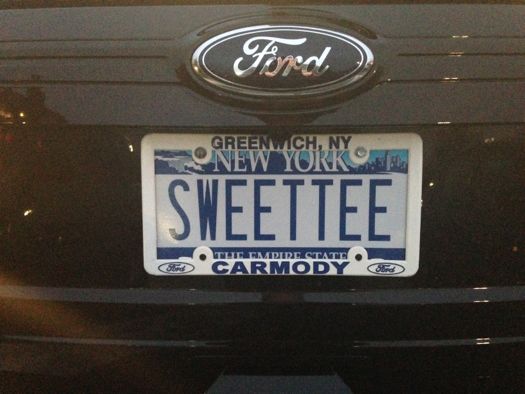 Ford
GREENWICH, NY
NEW YORK
SWEETTEE
THE EMPIRE STATE
Ford CARMODY Ford